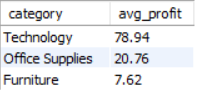 category avg_profit
Technology 78.94
Office Supplies 20.76
Furniture 7.62